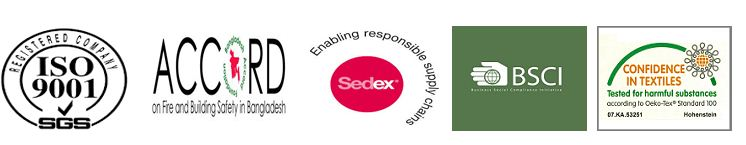 REGISTERED COMPANY
ISO
9001
SGS
ACCORD
on Fire and Building Safety in Bangladesh
Enabling responsible supply chains
Sedex®
BSCI
Business Social Compliance Initiative
CONFIDENCE
IN TEXTILES
Tested for harmful substances
according to Oeko-Tex® Standard 100
07.KA.53251 Hohenstein